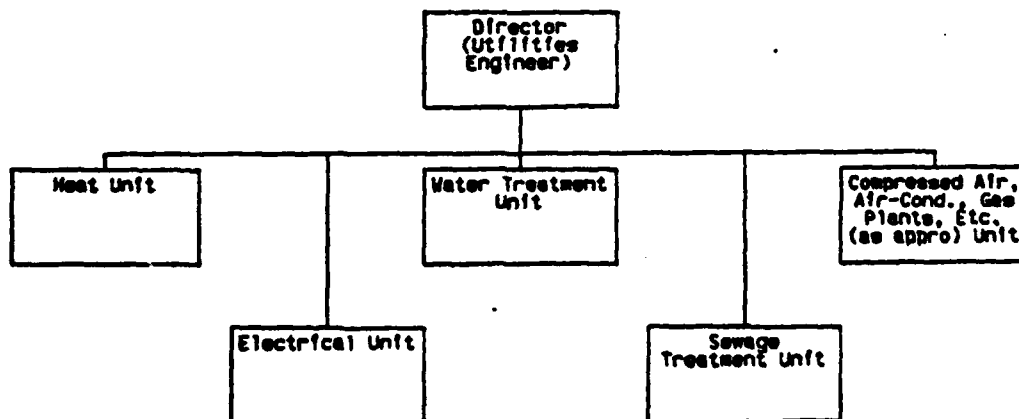 Director
(Utilities
Engineer)
Heat Unit
Water Treatment
Unit
Compressed Air,
Air-Cond., Gas
Plants, Etc.
(as appro) Unit
Electrical Unit
Sewage
Treatment Unit